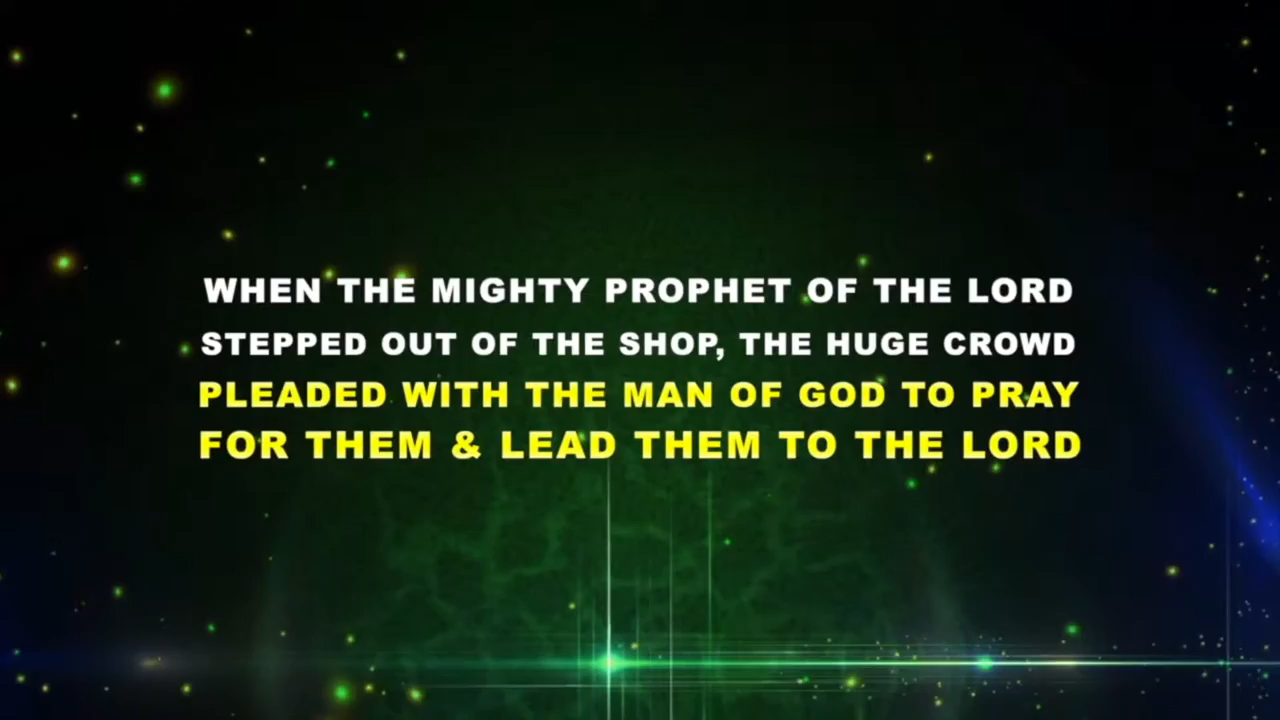 WHEN THE MIGHTY PROPHET OF THE LORD
STEPPED OUT OF THE SHOP, THE HUGE CROWD
PLEADED WITH THE MAN OF GOD TO PRAY
FOR THEM & LEAD THEM TO THE LORD